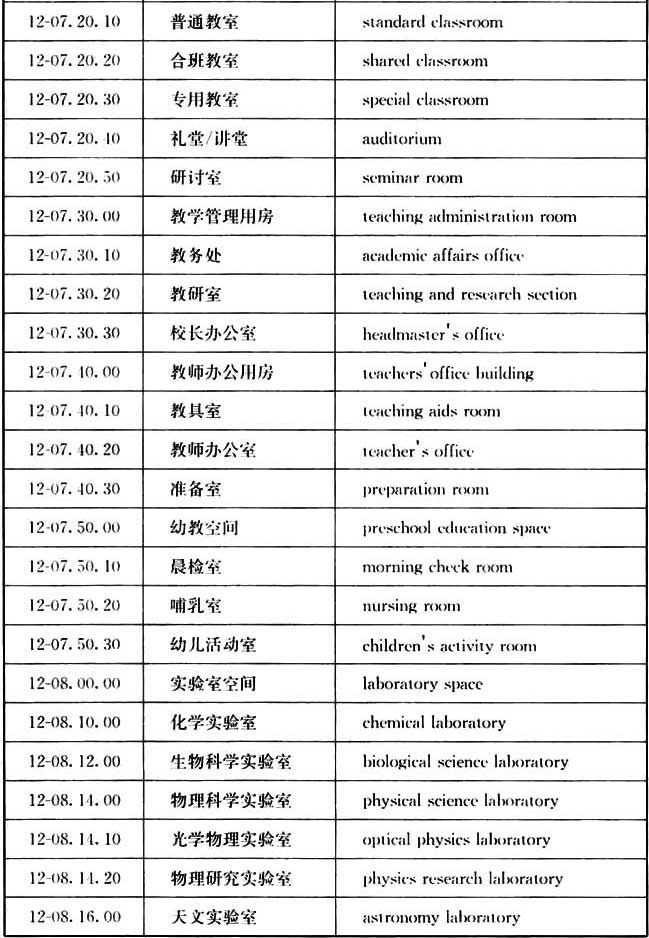 12-07.20.10 普通教室 standard classroom
12-07.20.20 合班教室 shared classroom
12-07.20.30 专用教室 special classroom
12-07.20.40 礼堂/讲堂 auditorium
12-07.20.50 研讨室 seminar room
12-07.30.00 教学管理用房 teaching administration room
12-07.30.10 教务处 academic affairs office
12-07.30.20 教研室 teaching and research section
12-07.30.30 校长办公室 headmaster's office
12-07.40.00 教师办公用房 teachers'office building
12-07.40.10 教具室 teaching aids room
12-07.40.20 教师办公室 teacher's office
12-07.40.30 准备室 preparation room
12-07.50.00 幼教空间 preschool education space
12-07.50.10 晨检室 morning check room
12-07.50.20 哺乳室 nursing room
12-07.50.30 幼儿活动室 children's activity room
12-08.00.00 实验室空间 laboratory space
12-08.10.00 化学实验室 chemical laboratory
12-08.12.00 生物科学实验室 biological science laboratory
12-08.14.00 物理科学实验室 physical science laboratory
12-08.14.10 光学物理实验室 optical physics laboratory
12-08.14.20 物理研究实验室 physics research laboratory
12-08.16.00 天文实验室 astronomy laboratory